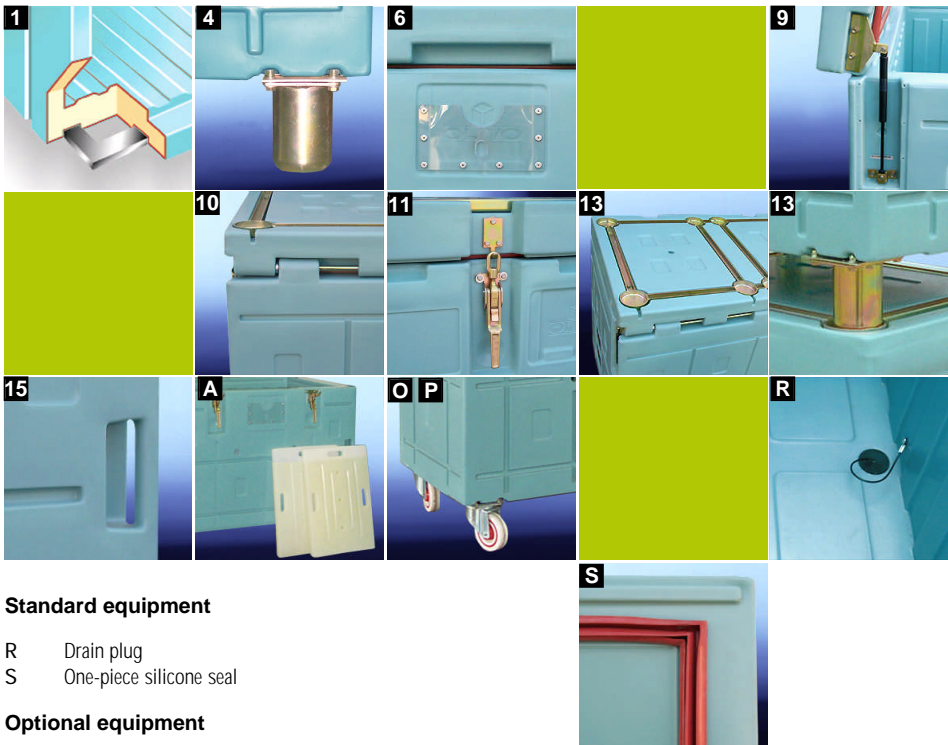 1
4
6
9
10
11
13
13
15
A
O P
R
S
Standard equipment
R Drain plug
S One-piece silicone seal
Optional equipment